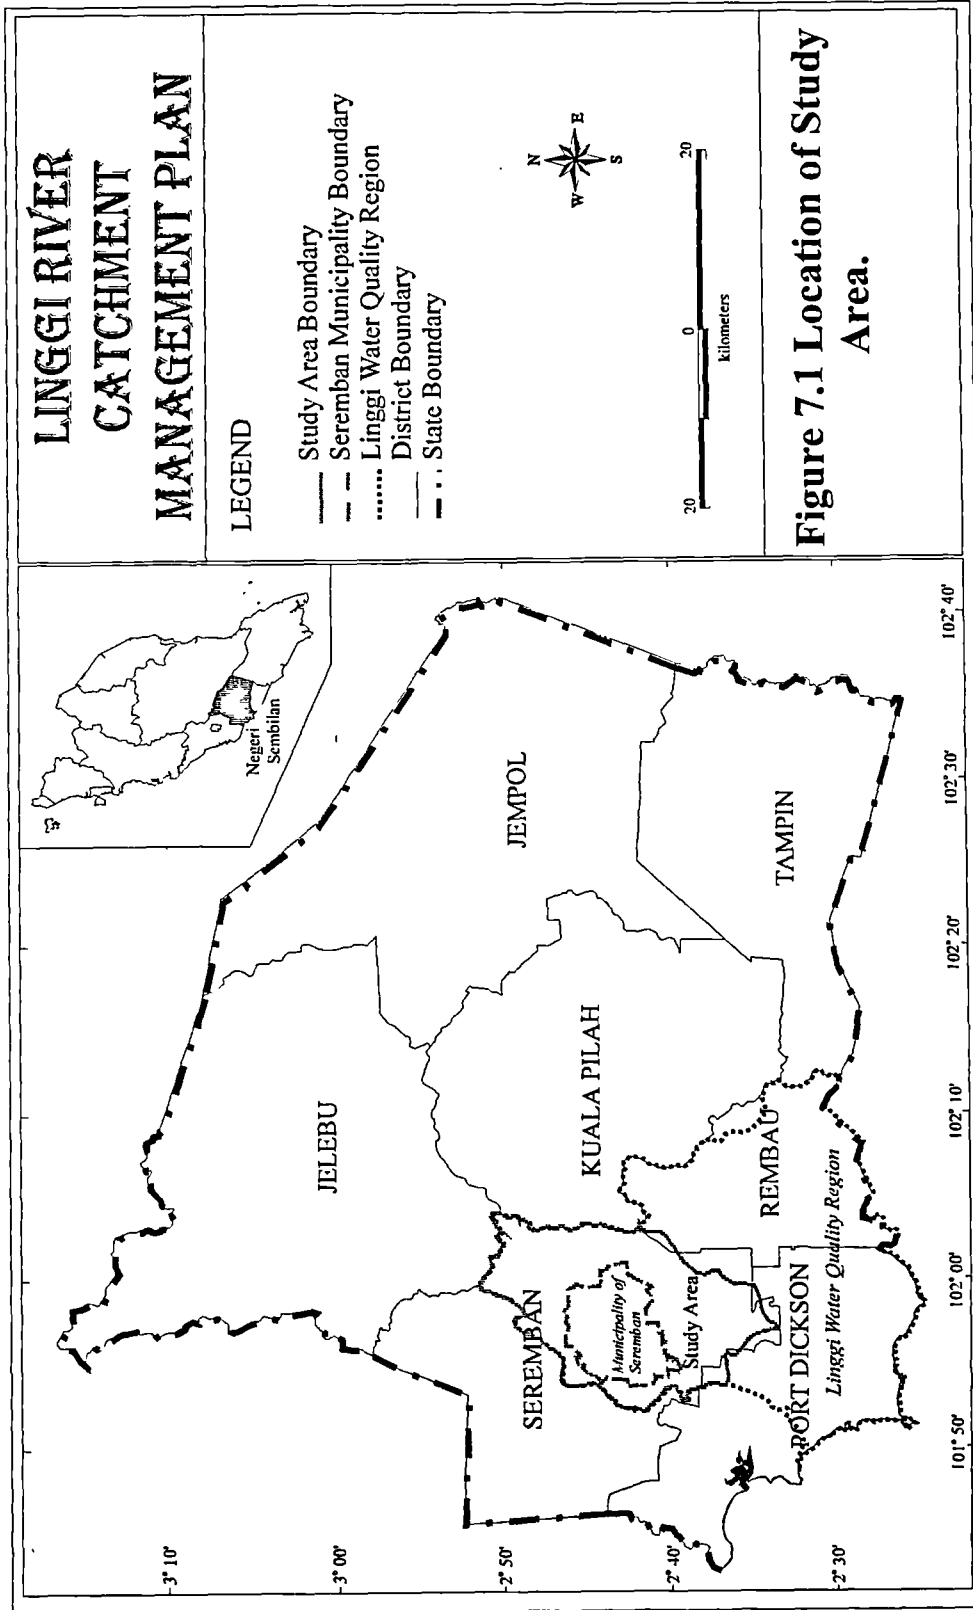 LINGGI RIVER
CATCHMENT
MANAGEMENT PLAN
LEGEND
Study Area Boundary
Seremban Municipality Boundary
Linggi Water Quality Region
District Boundary
State Boundary
N
W
E
S
20
0
20
kilometers
Figure 7.1 Location of Study
Area.
Negeri
Sembilan
JELEBU
JEMPOL
SEREMBAN
KUALA PILAH
Municipality of
Seremban
Study Area
TAMPIN
REMBAU
PORT DICKSON
Linggi Water Quality Region
3° 10'
3° 00'
2° 50'
2° 40'
2° 30'
101° 50'
102° 00'
102° 10'
102° 20'
102° 30'
102° 40'